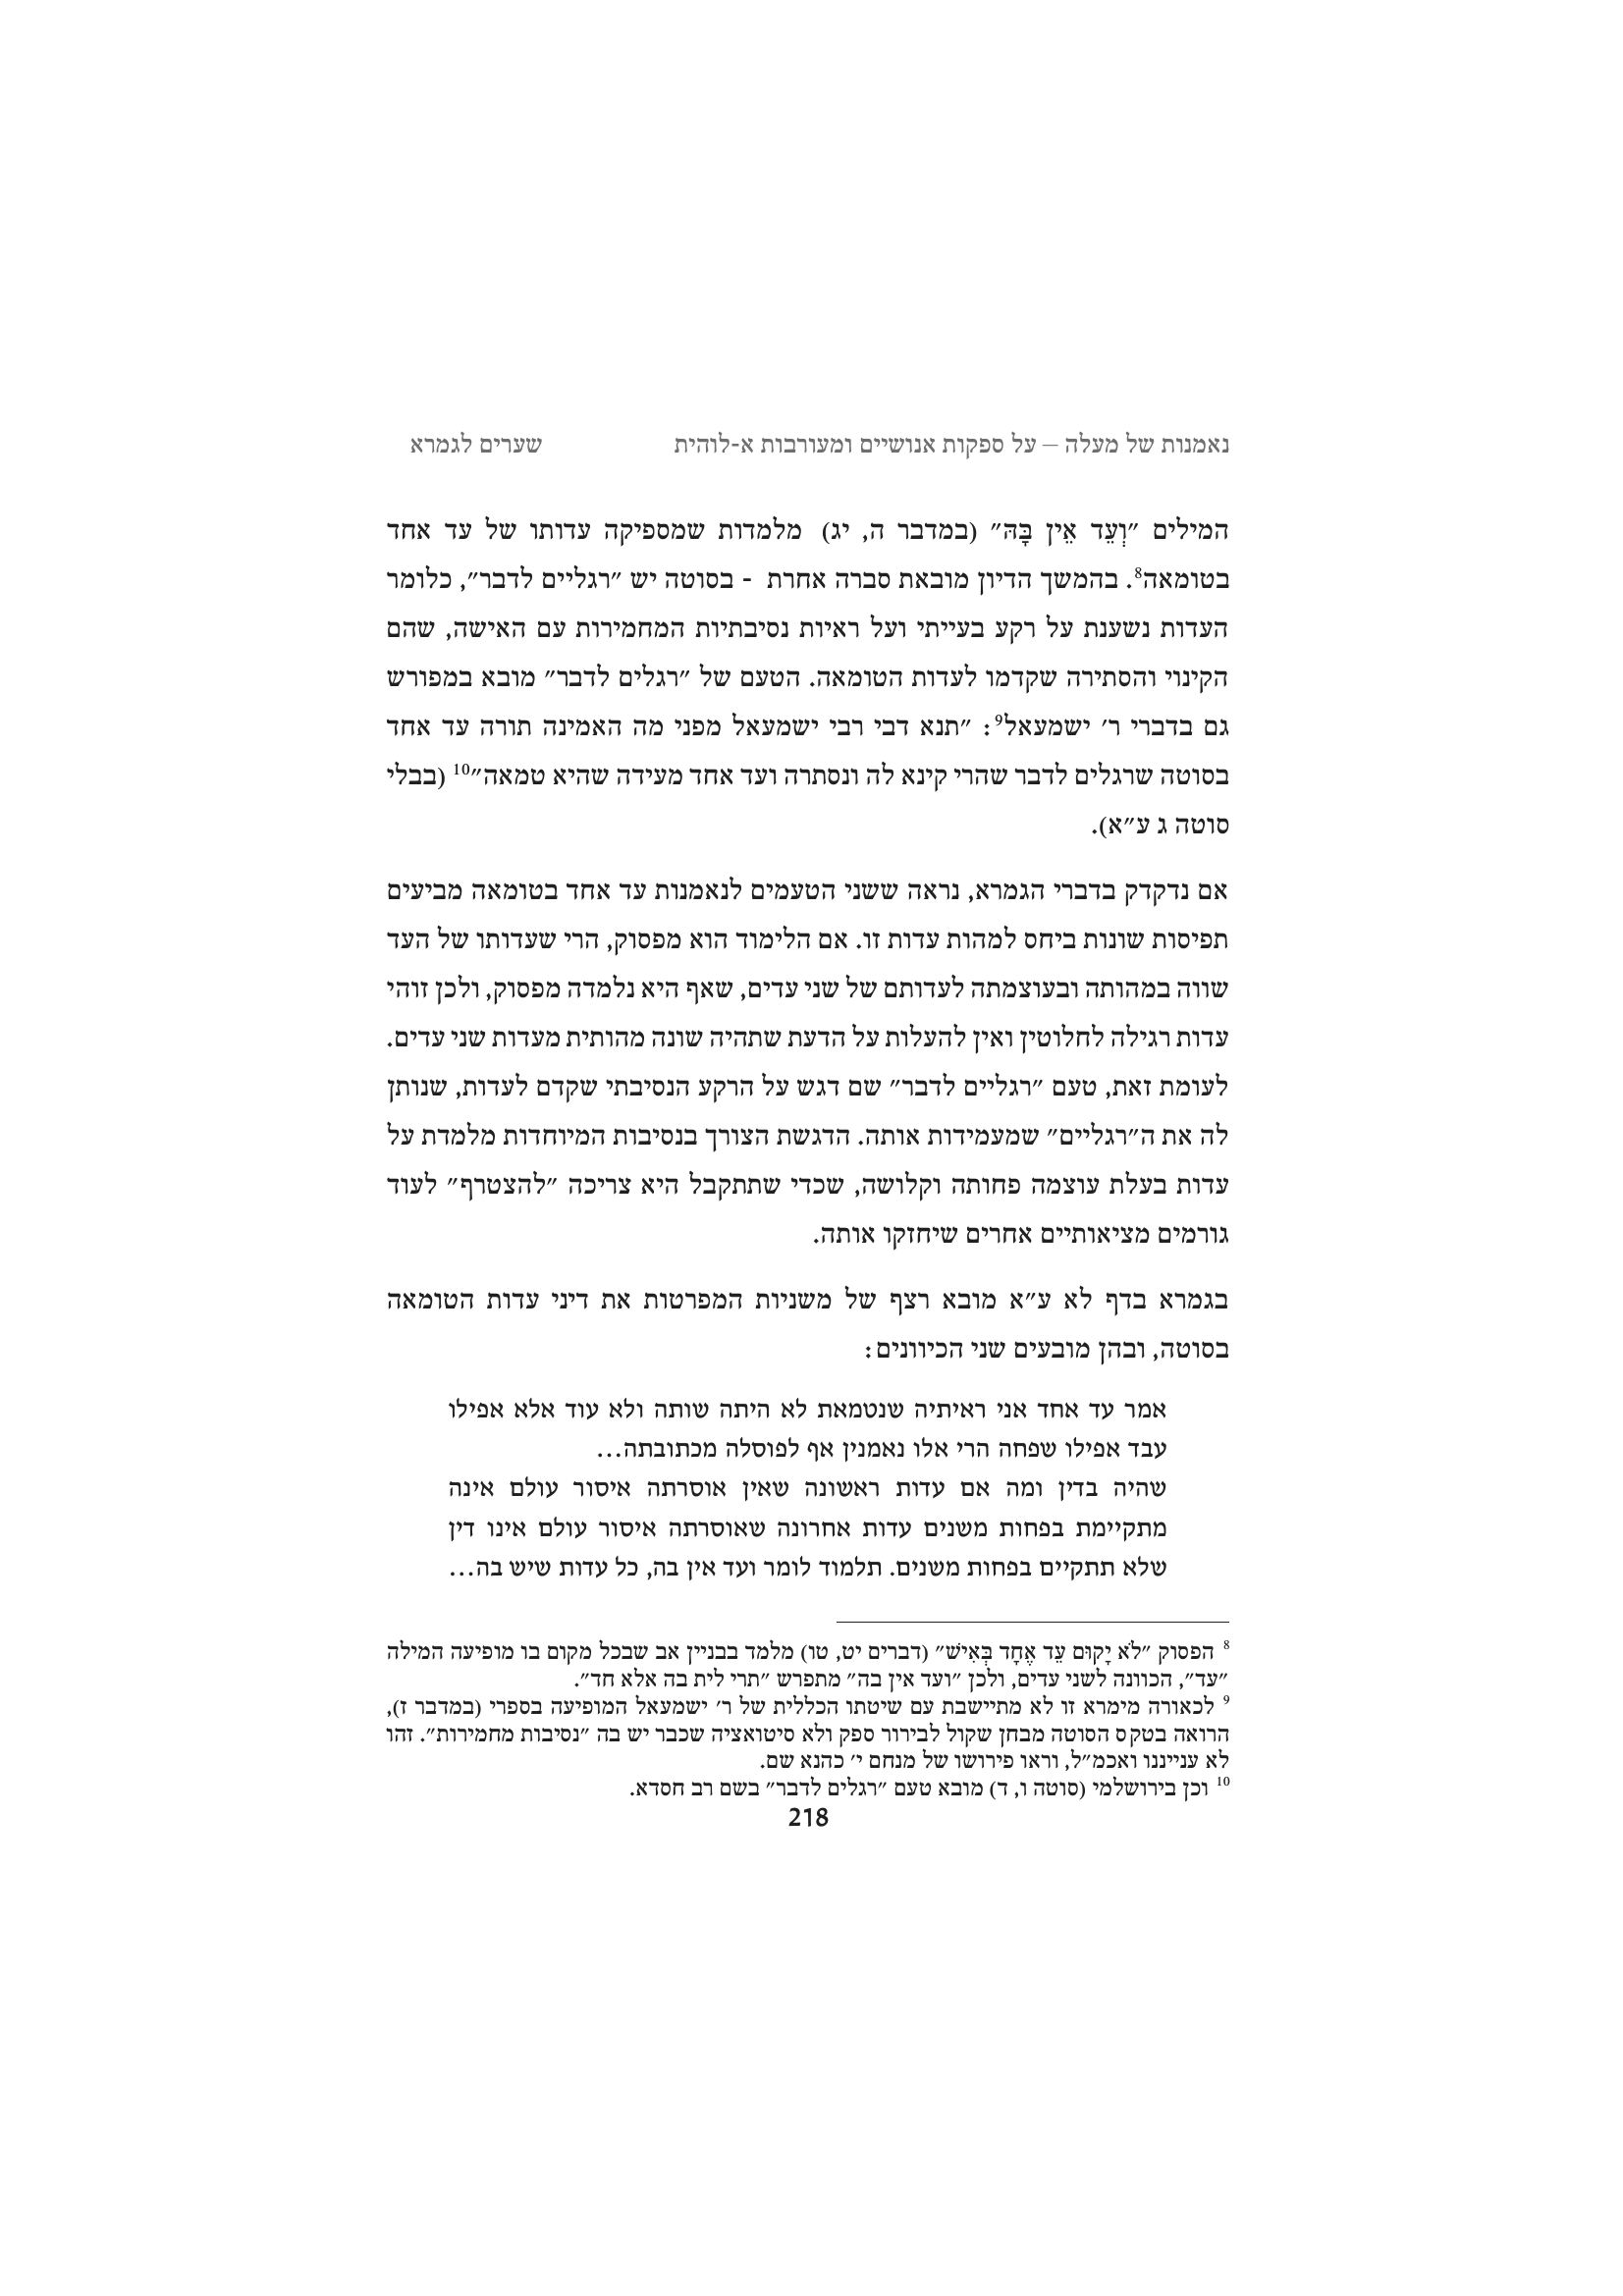 נאמנות של מעלה – על ספקות אנושיים ומעורבות א-לוהית שערים לגמרא
המילים ״וְעֵד אֵין בָּהּ״ (במדבר ה, יג) מלמדות שמספיקה עדותו של עד אחד
בטומאה⁸. בהמשך הדיון מובאת סברה אחרת - בסוטה יש ״רגליים לדבר״, כלומר
העדות נשענת על רקע בעייתי ועל ראיות נסיבתיות המחמירות עם האישה, שהם
הקינוי והסתירה שקדמו לעדות הטומאה. הטעם של ״רגלים לדבר״ מובא במפורש
גם בדברי ר׳ ישמעאל⁹: ״תנא דבי רבי ישמעאל מפני מה האמינה תורה עד אחד
בסוטה שרגלים לדבר שהרי קינא לה ונסתרה ועד אחד מעידה שהיא טמאה״¹⁰ (בבלי
סוטה ג ע״א).
אם נדקדק בדברי הגמרא, נראה ששני הטעמים לנאמנות עד אחד בטומאה מביעים
תפיסות שונות ביחס למהות עדות זו. אם הלימוד הוא מפסוק, הרי שעדותו של העד
שווה במהותה ובעוצמתה לעדותם של שני עדים, שאף היא נלמדה מפסוק, ולכן זוהי
עדות רגילה לחלוטין ואין להעלות על הדעת שתהיה שונה מהותית מעדות שני עדים.
לעומת זאת, טעם ״רגליים לדבר״ שם דגש על הרקע הנסיבתי שקדם לעדות, שנותן
לה את ה״רגליים״ שמעמידות אותה. הדגשת הצורך בנסיבות המיוחדות מלמדת על
עדות בעלת עוצמה פחותה וקלושה, שכדי שתתקבל היא צריכה ״להצטרף״ לעוד
גורמים מציאותיים אחרים שיחזקו אותה.
בגמרא בדף לא ע״א מובא רצף של משניות המפרטות את דיני עדות הטומאה
בסוטה, ובהן מובעים שני הכיוונים:
אמר עד אחד אני ראיתיה שנטמאת לא היתה שותה ולא עוד אלא אפילו
עבד אפילו שפחה הרי אלו נאמנין אף לפוסלה מכתובתה...
שהיה בדין ומה אם עדות ראשונה שאין אוסרתה איסור עולם אינה
מתקיימת בפחות משנים עדות אחרונה שאוסרתה איסור עולם אינו דין
שלא תתקיים בפחות משנים. תלמוד לומר ועד אין בה, כל עדות שיש בה...
⁸ הפסוק ״לֹא יָקוּם עֵד אֶחָד בְּאִישׁ״ (דברים יט, טו) מלמד בבניין אב שבכל מקום בו מופיעה המילה
״עד״, הכוונה לשני עדים, ולכן ״ועד אין בה״ מתפרש ״תרי לית בה אלא חד״.
⁹ לכאורה מימרא זו לא מתיישבת עם שיטתו הכללית של ר׳ ישמעאל המופיעה בספרי (במדבר ז),
הרואה בטקס הסוטה מבחן שקול לבירור ספק ולא סיטואציה שכבר יש בה ״נסיבות מחמירות״. זהו
לא ענייננו ואכמ״ל, וראו פירושו של מנחם י׳ כהנא שם.
¹⁰ וכן בירושלמי (סוטה ו, ד) מובא טעם ״רגלים לדבר״ בשם רב חסדא.
218